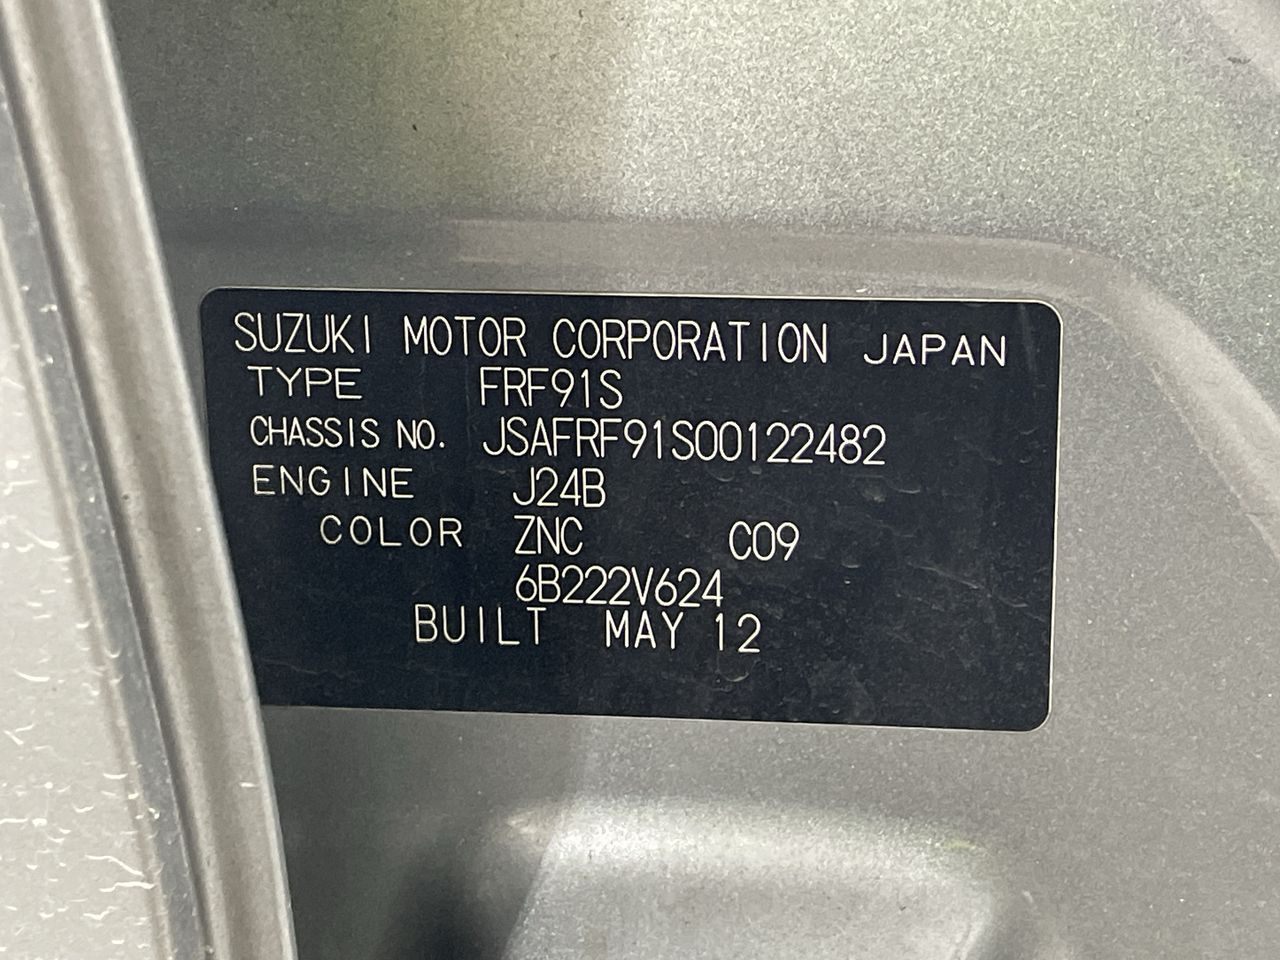 SUZUKI MOTOR CORPORATION JAPAN
TYPE FRF91S
CHASSIS NO. JSAFRF91S00122482
ENGINE J24B
COLOR ZNC C09
6B222V624
BUILT MAY 12